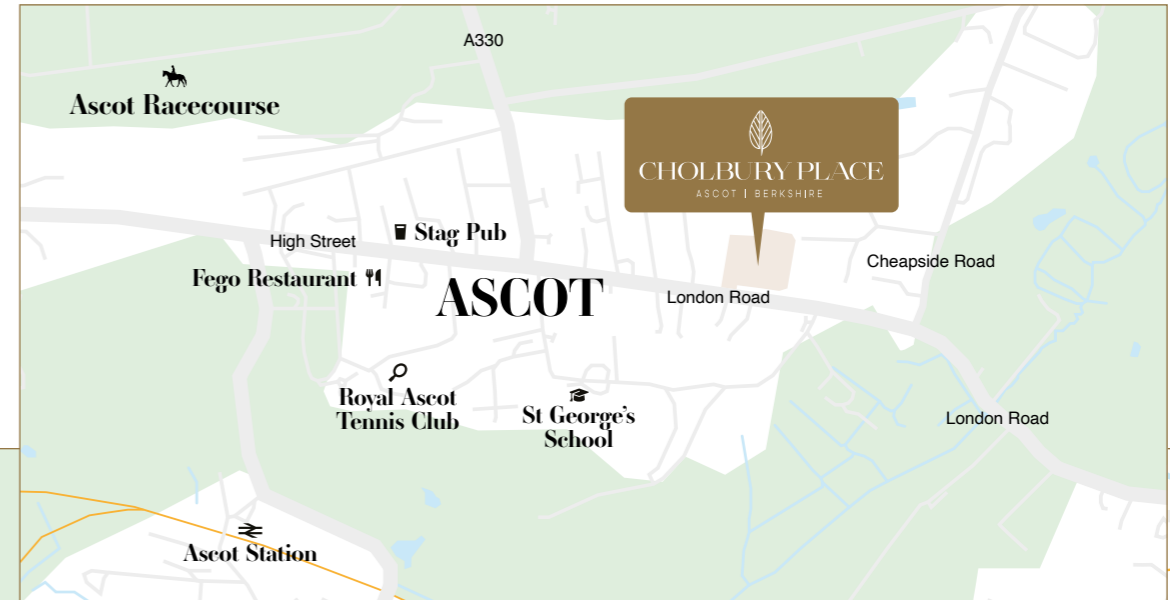 A330
Ascot Racecourse
CHOLBURY PLACE
ASCOT | BERKSHIRE
Stag Pub
High Street
Cheapside Road
Fego Restaurant
ASCOT
London Road
Royal Ascot
Tennis Club
St George's
School
London Road
Ascot Station